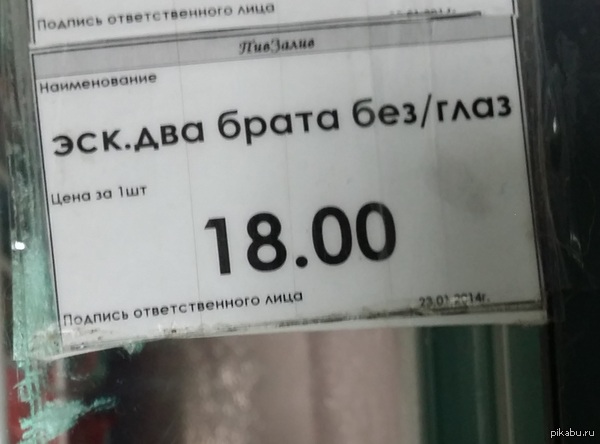 Подпись ответственного лица
ПивЗалив
Наименование
эск.два брата без/глаз
Цена за 1шт
18.00
Подпись ответственного лица
23.01.2014г.
pikabu.ru